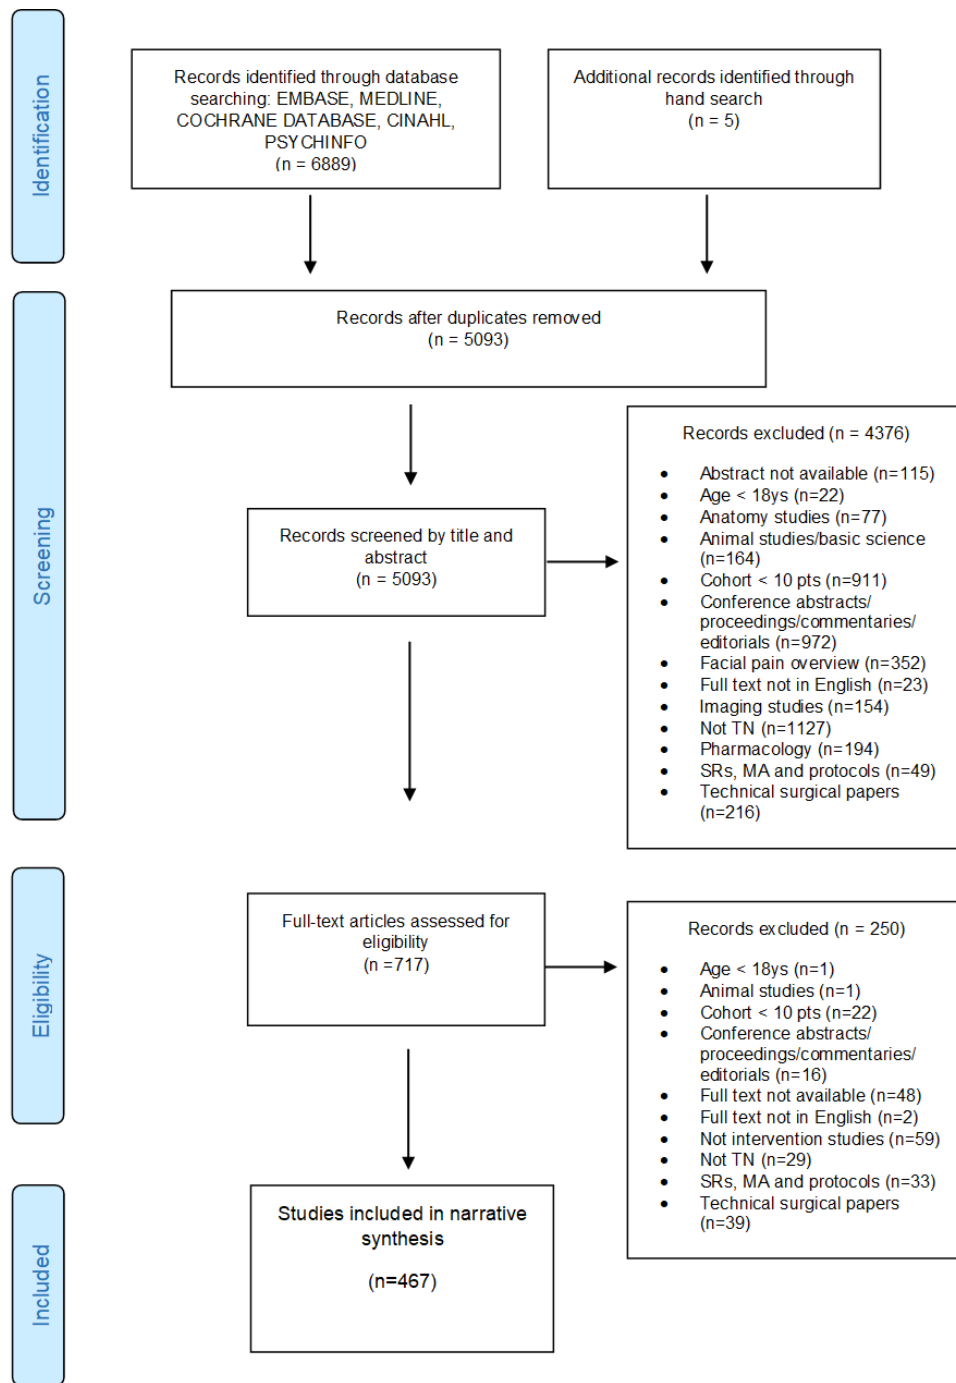 Identification
Records identified through database
searching: EMBASE, MEDLINE,
COCHRANE DATABASE, CINAHL,
PSYCHINFO
(n = 6889)
Additional records identified through
hand search
(n = 5)
Screening
Records after duplicates removed
(n = 5093)
Records screened by title and
abstract
(n = 5093)
Records excluded (n = 4376)
• Abstract not available (n=115)
• Age < 18ys (n=22)
• Anatomy studies (n=77)
• Animal studies/basic science
(n=164)
• Cohort < 10 pts (n=911)
• Conference abstracts/
proceedings/commentaries/
editorials (n=972)
• Facial pain overview (n=352)
• Full text not in English (n=23)
• Imaging studies (n=154)
• Not TN (n=1127)
• Pharmacology (n=194)
• SRs, MA and protocols (n=49)
• Technical surgical papers
(n=216)
Eligibility
Full-text articles assessed for
eligibility
(n =717)
Records excluded (n = 250)
• Age < 18ys (n=1)
• Animal studies (n=1)
• Cohort < 10 pts (n=22)
• Conference abstracts/
proceedings/commentaries/
editorials (n=16)
• Full text not available (n=48)
• Full text not in English (n=2)
• Not intervention studies (n=59)
• Not TN (n=29)
• SRs, MA and protocols (n=33)
• Technical surgical papers
(n=39)
Included
Studies included in narrative
synthesis
(n=467)